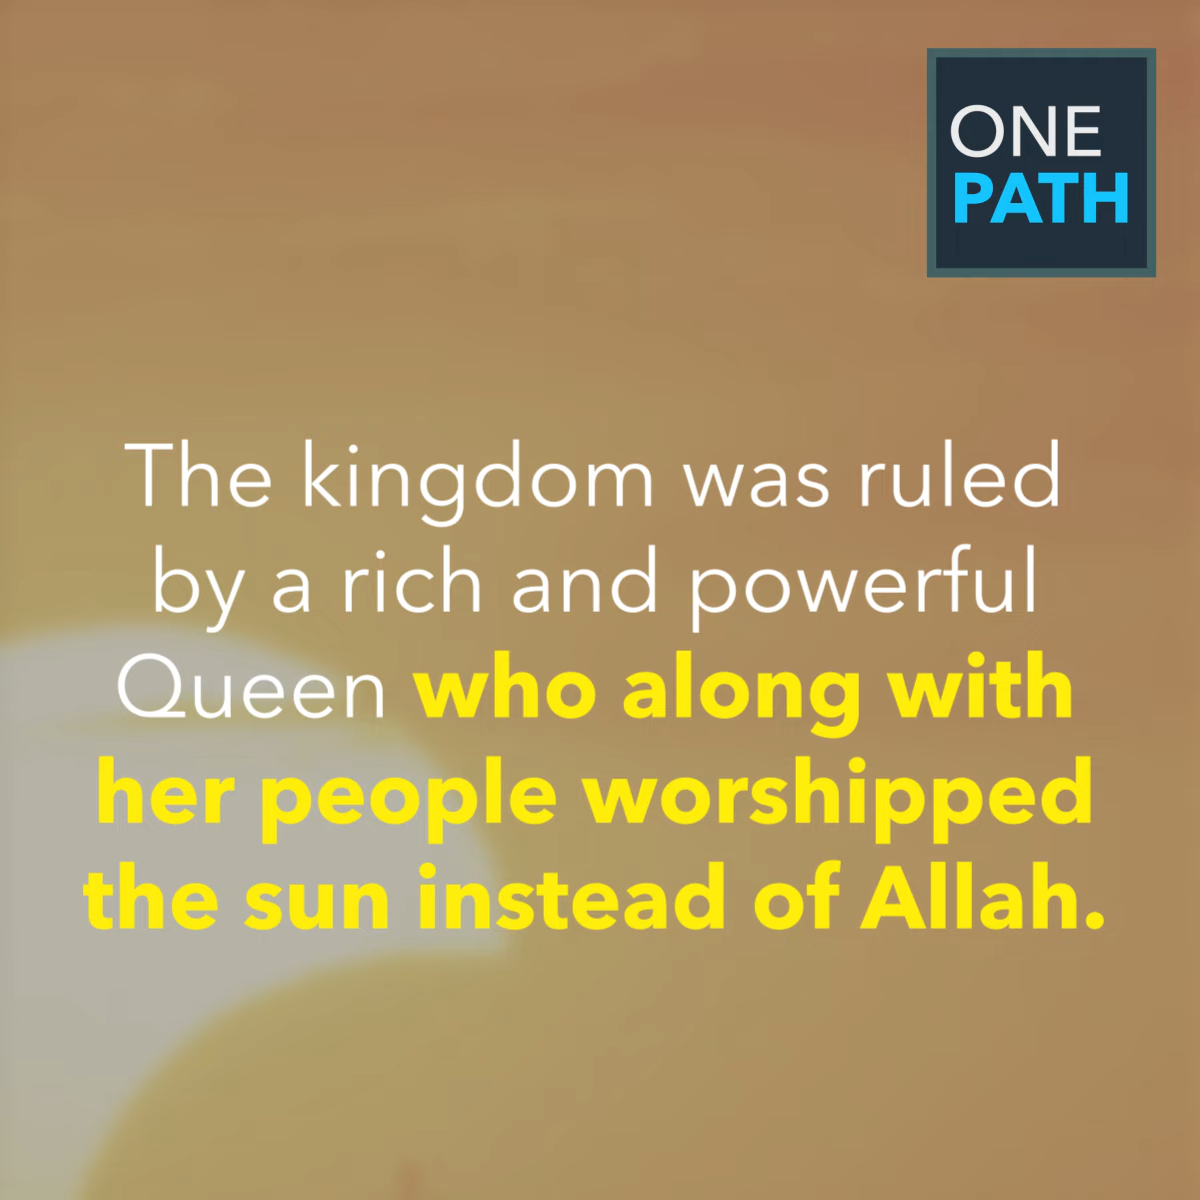 ONE
PATH
The kingdom was ruled
by a rich and powerful
Queen who along with
her people worshipped
the sun instead of Allah.